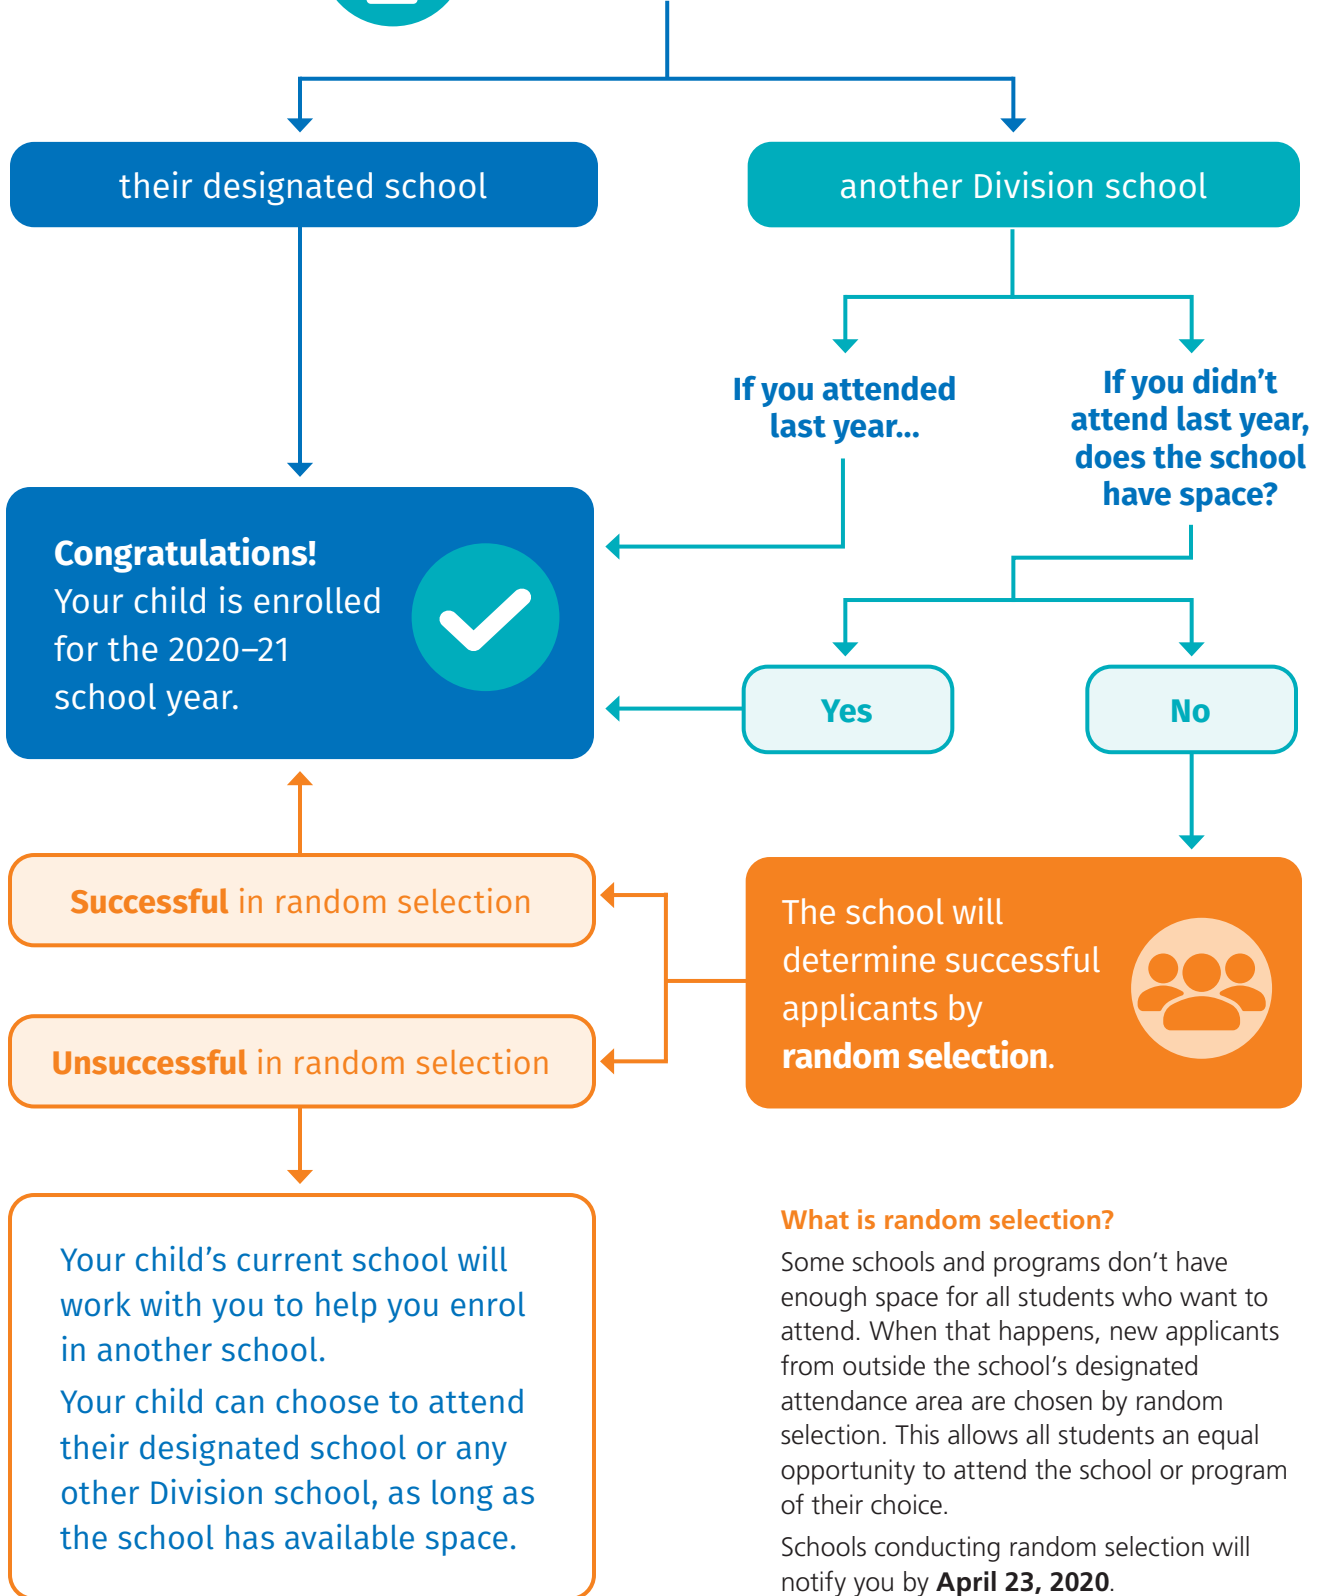 their designated school
another Division school
If you attended
last year...
If you didn’t
attend last year,
does the school
have space?
Congratulations!
Your child is enrolled
for the 2020–21
school year.
Yes
No
Successful in random selection
The school will
determine successful
applicants by
random selection.
Unsuccessful in random selection
Your child’s current school will
work with you to help you enrol
in another school.
Your child can choose to attend
their designated school or any
other Division school, as long as
the school has available space.
What is random selection?
Some schools and programs don’t have
enough space for all students who want to
attend. When that happens, new applicants
from outside the school’s designated
attendance area are chosen by random
selection. This allows all students an equal
opportunity to attend the school or program
of their choice.
Schools conducting random selection will
notify you by April 23, 2020.